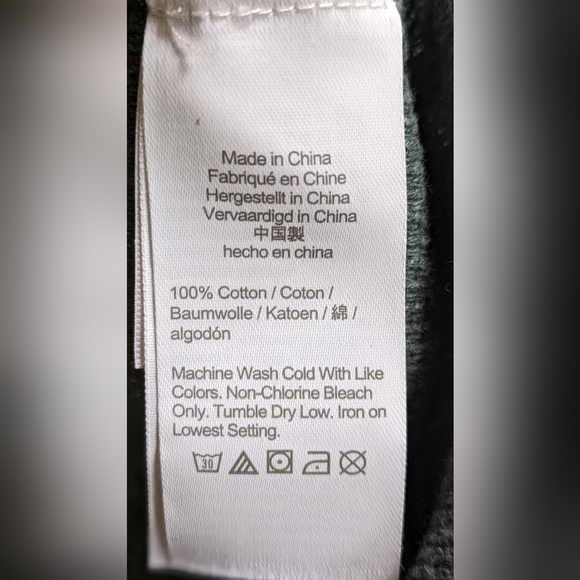 Made in China
Fabriqué en Chine
Hergestellt in China
Vervaardigd in China
中国製
hecho en china
100% Cotton / Coton /
Baumwolle / Katoen / 綿 /
algodón
Machine Wash Cold With Like
Colors. Non-Chlorine Bleach
Only. Tumble Dry Low. Iron on
Lowest Setting.
30